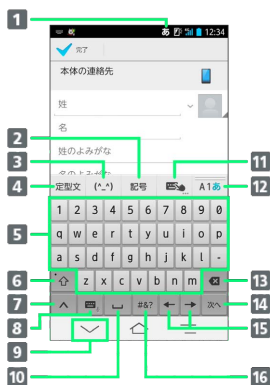 1
あ 12:34
完了
本体の連絡先
姓
2
名
3
姓のよみがな
11
名のよみがな
4 定型文 (^_^) 記号 A1あ 12
1 2 3 4 5 6 7 8 9 0
5 q w e r t y u i o p
a s d f g h j k l -
6 z x c v b n m 13
7 #&? 次へ 14
8 15
9
10 16